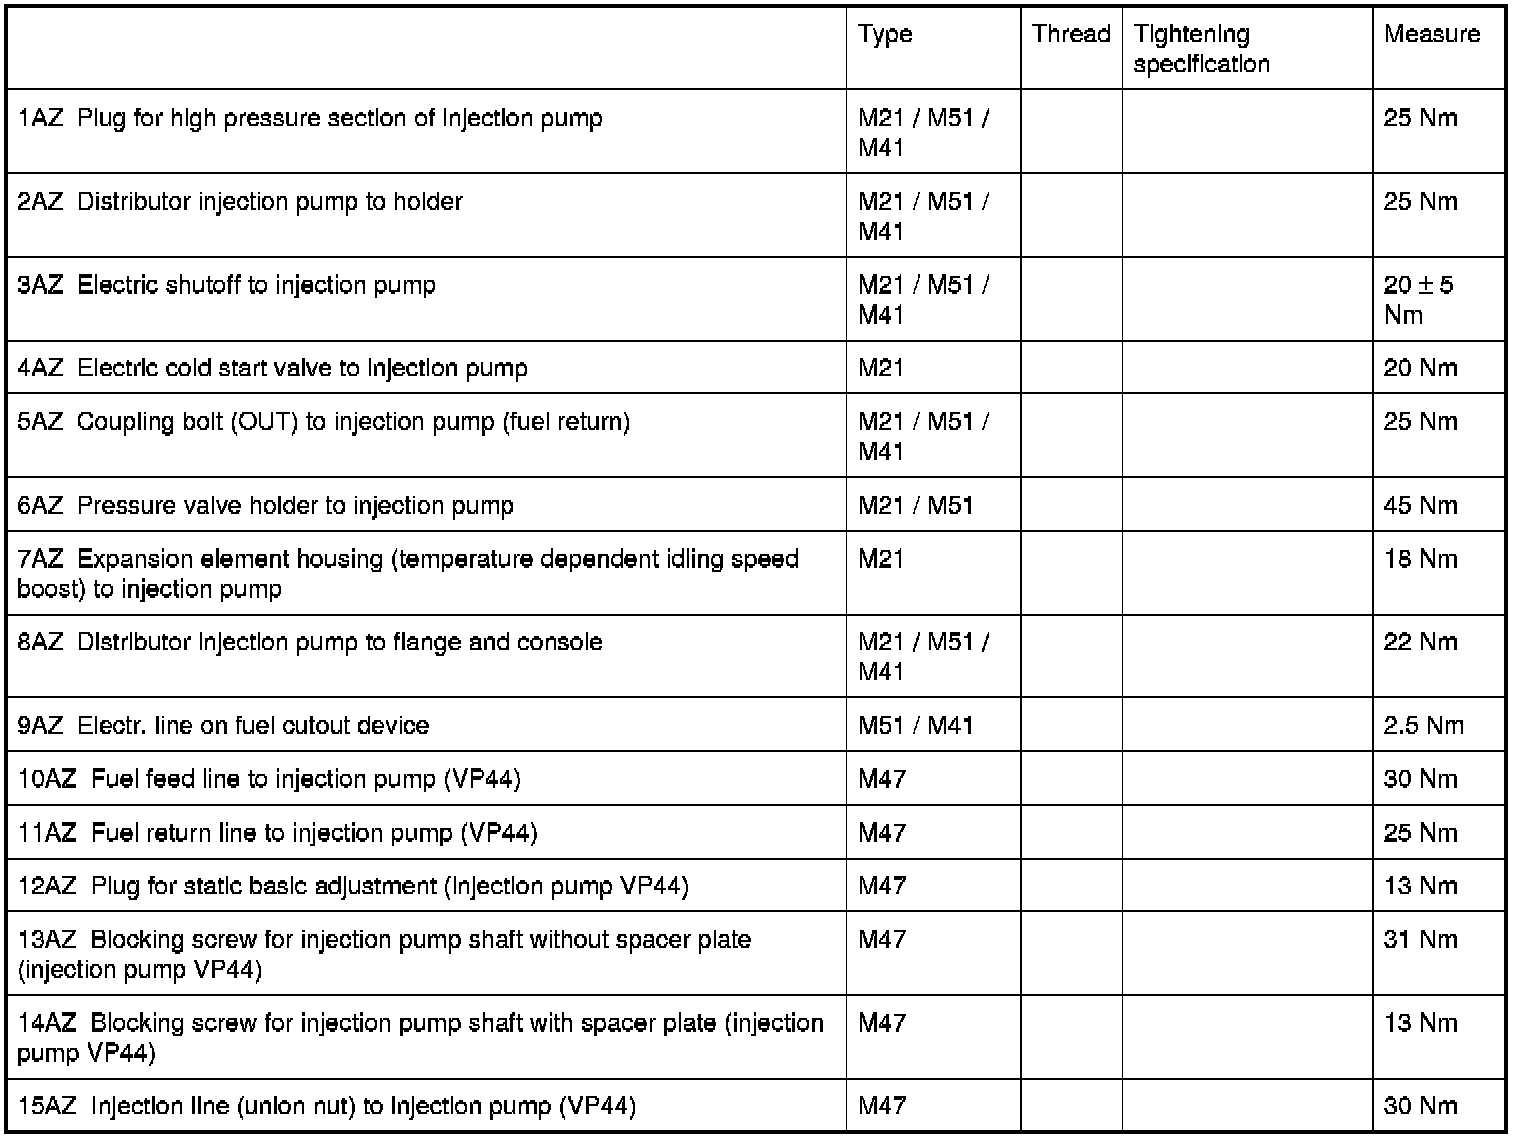 Type Thread Tightening Measure
specification
1AZ Plug for high pressure section of injection pump M21 / M51 / 25 Nm
M41
2AZ Distributor injection pump to holder M21 / M51 / 25 Nm
M41
3AZ Electric shutoff to injection pump M21 / M51 / 20 ± 5
M41 Nm
4AZ Electric cold start valve to injection pump M21 20 Nm
5AZ Coupling bolt (OUT) to injection pump (fuel return) M21 / M51 / 25 Nm
M41
6AZ Pressure valve holder to injection pump M21 / M51 45 Nm
7AZ Expansion element housing (temperature dependent idling speed M21 18 Nm
boost) to injection pump
8AZ Distributor injection pump to flange and console M21 / M51 / 22 Nm
M41
9AZ Electr. line on fuel cutout device M51 / M41 2.5 Nm
10AZ Fuel feed line to injection pump (VP44) M47 30 Nm
11AZ Fuel return line to injection pump (VP44) M47 25 Nm
12AZ Plug for static basic adjustment (injection pump VP44) M47 13 Nm
13AZ Blocking screw for injection pump shaft without spacer plate M47 31 Nm
(injection pump VP44)
14AZ Blocking screw for injection pump shaft with spacer plate (injection M47 13 Nm
pump VP44)
15AZ Injection line (union nut) to injection pump (VP44) M47 30 Nm